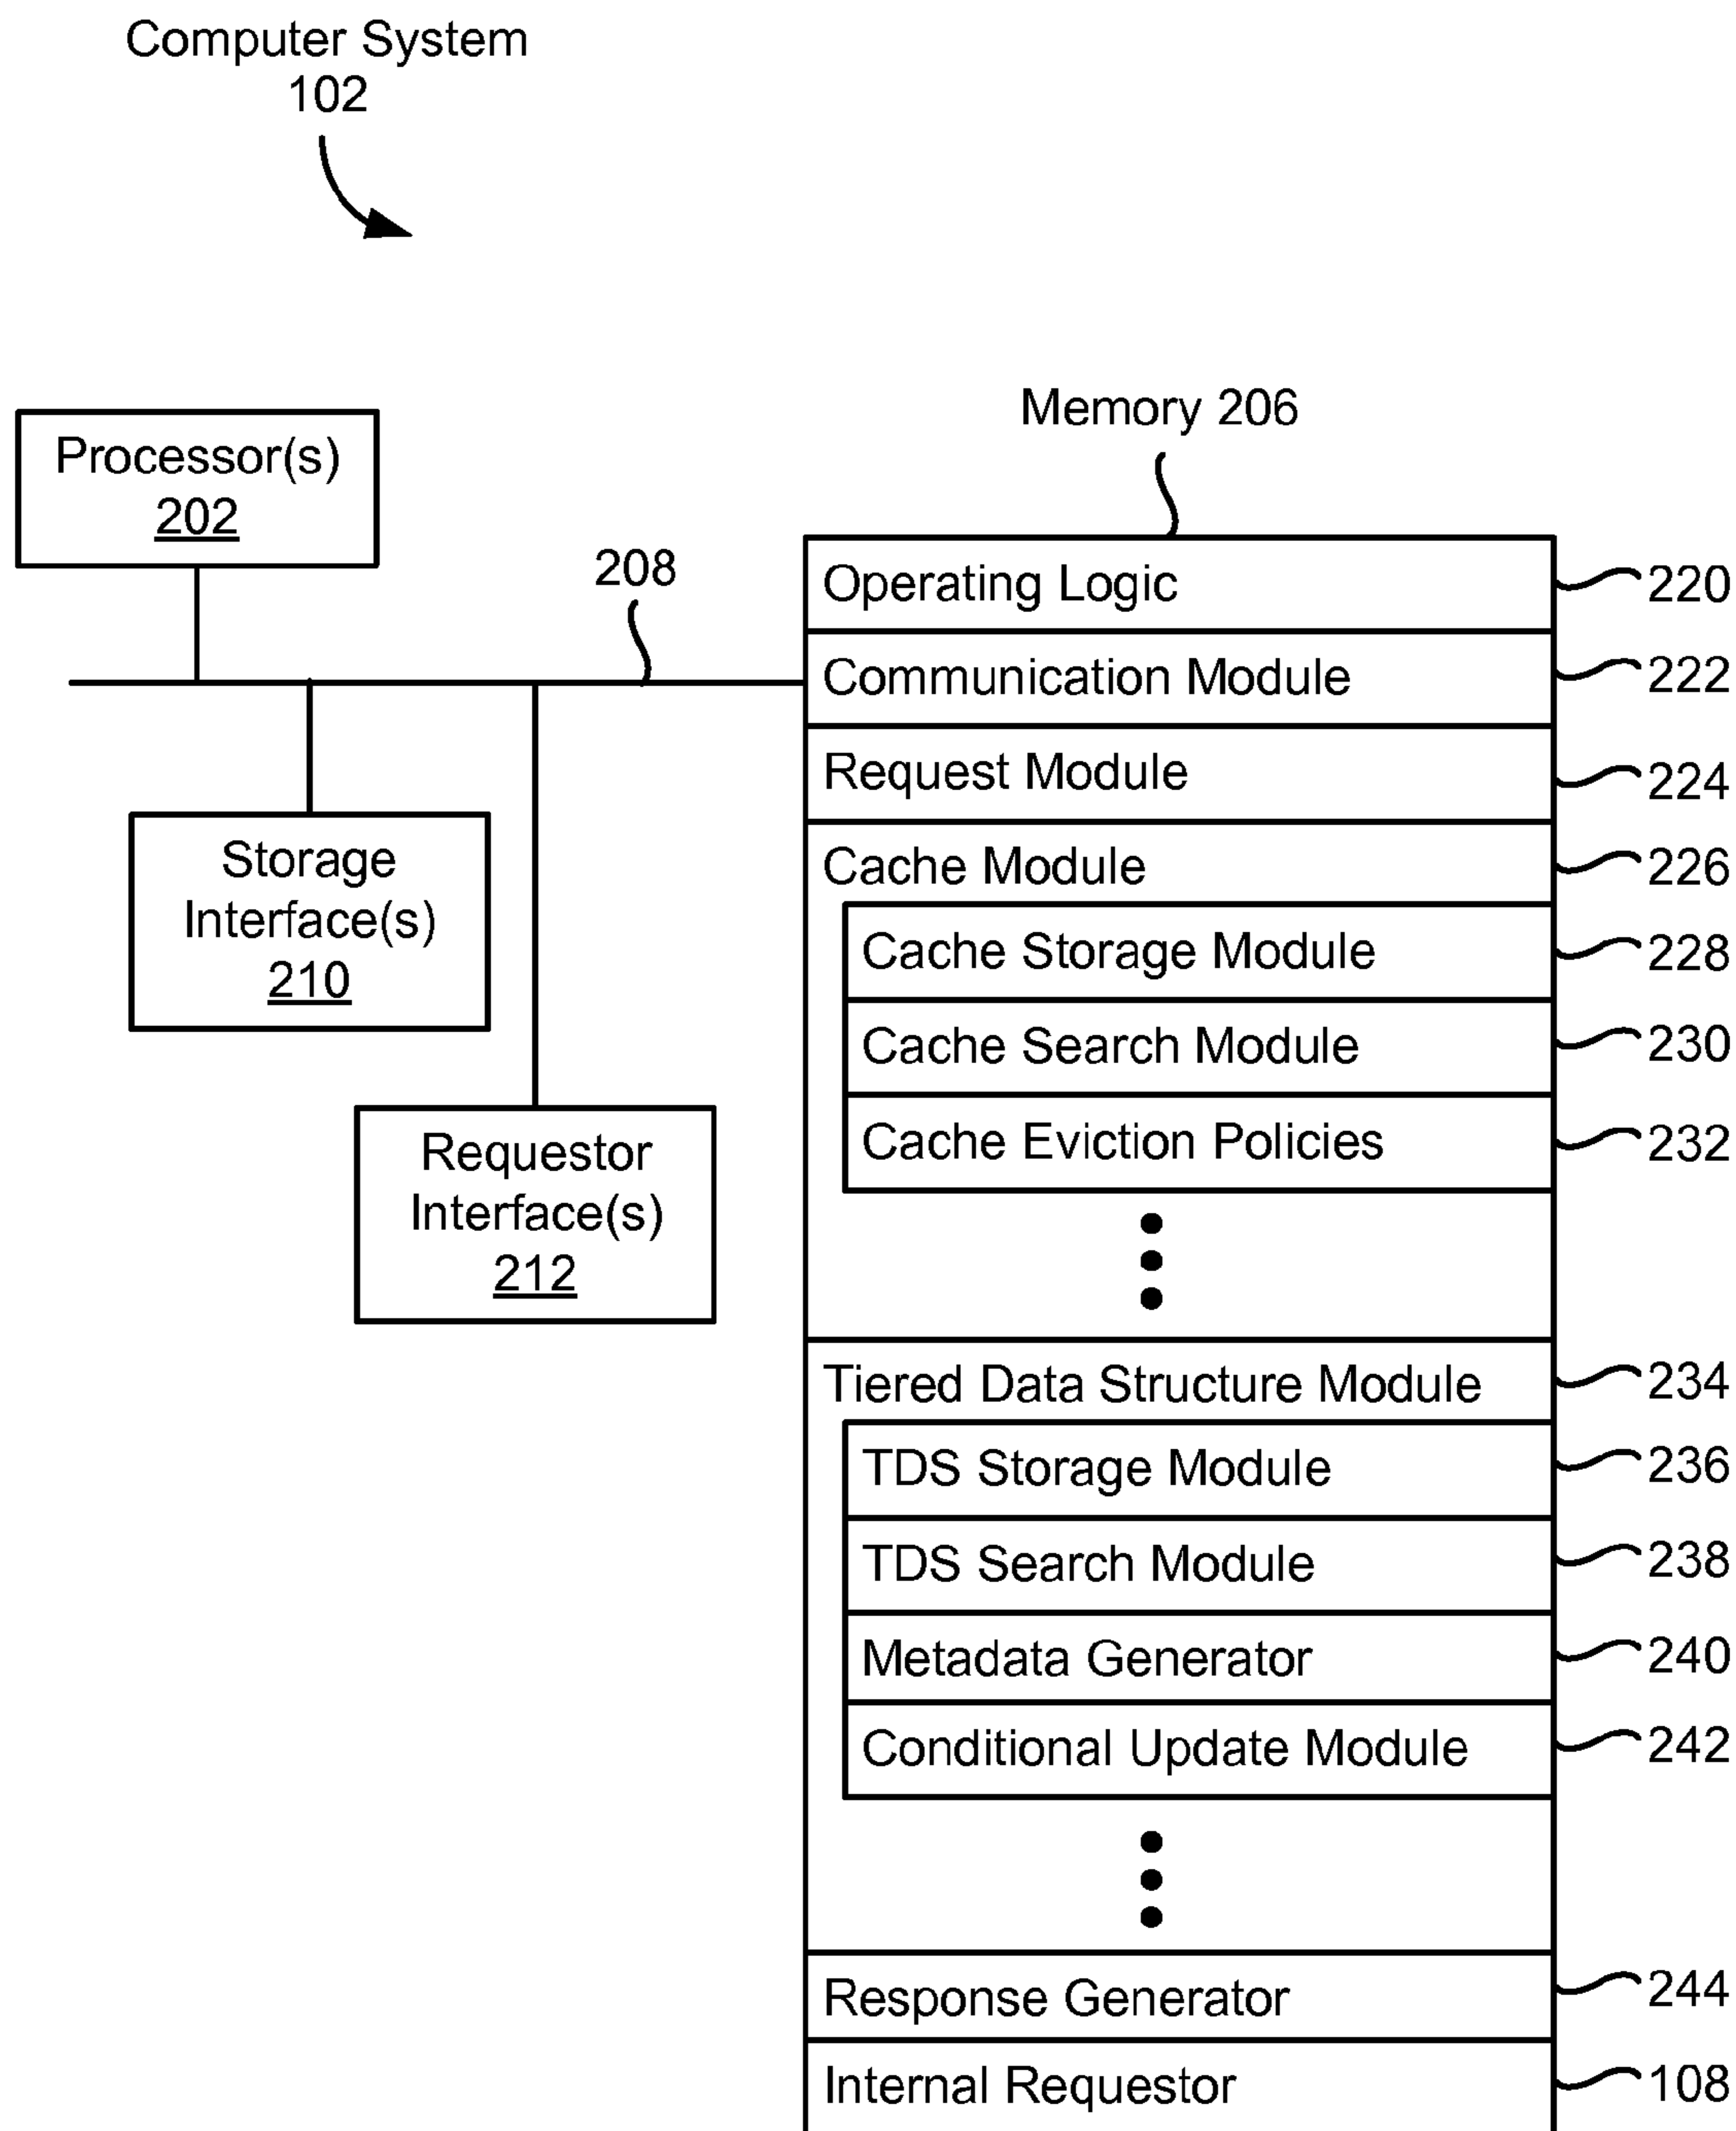 Computer System
102
Memory 206
Processor(s)
202
208
Storage
Interface(s)
210
Requestor
Interface(s)
212
Operating Logic 220
Communication Module 222
Request Module 224
Cache Module 226
Cache Storage Module 228
Cache Search Module 230
Cache Eviction Policies 232
Tiered Data Structure Module 234
TDS Storage Module 236
TDS Search Module 238
Metadata Generator 240
Conditional Update Module 242
Response Generator 244
Internal Requestor 108